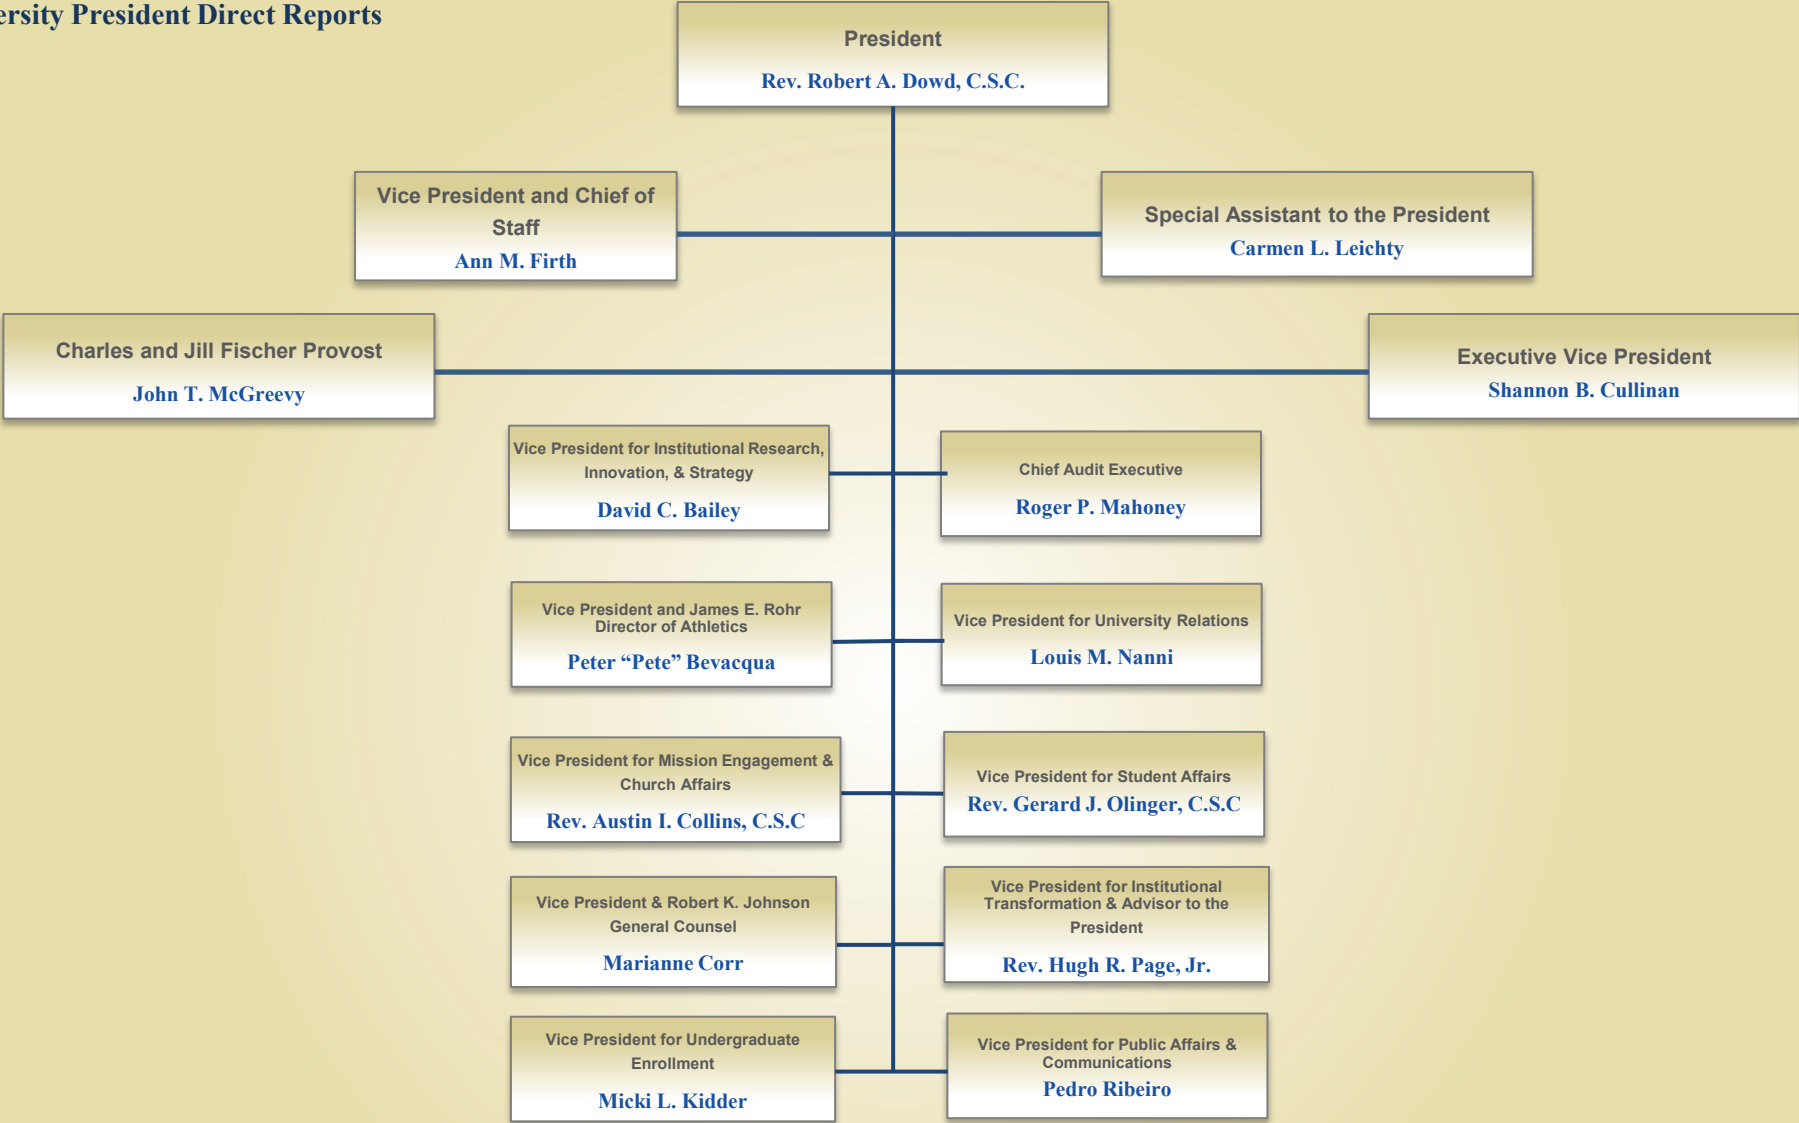 President Direct Reports
President
Rev. Robert A. Dowd, C.S.C.
Vice President and Chief of
Staff
Ann M. Firth
Special Assistant to the President
Carmen L. Leichty
Charles and Jill Fischer Provost
John T. McGreevy
Executive Vice President
Shannon B. Cullinan
Vice President for Institutional Research,
Innovation, & Strategy
David C. Bailey
Chief Audit Executive
Roger P. Mahoney
Vice President and James E. Rohr
Director of Athletics
Peter “Pete” Bevacqua
Vice President for University Relations
Louis M. Nanni
Vice President for Mission Engagement &
Church Affairs
Rev. Austin I. Collins, C.S.C
Vice President for Student Affairs
Rev. Gerard J. Olinger, C.S.C
Vice President & Robert K. Johnson
General Counsel
Marianne Corr
Vice President for Institutional
Transformation & Advisor to the
President
Rev. Hugh R. Page, Jr.
Vice President for Undergraduate
Enrollment
Micki L. Kidder
Vice President for Public Affairs &
Communications
Pedro Ribeiro